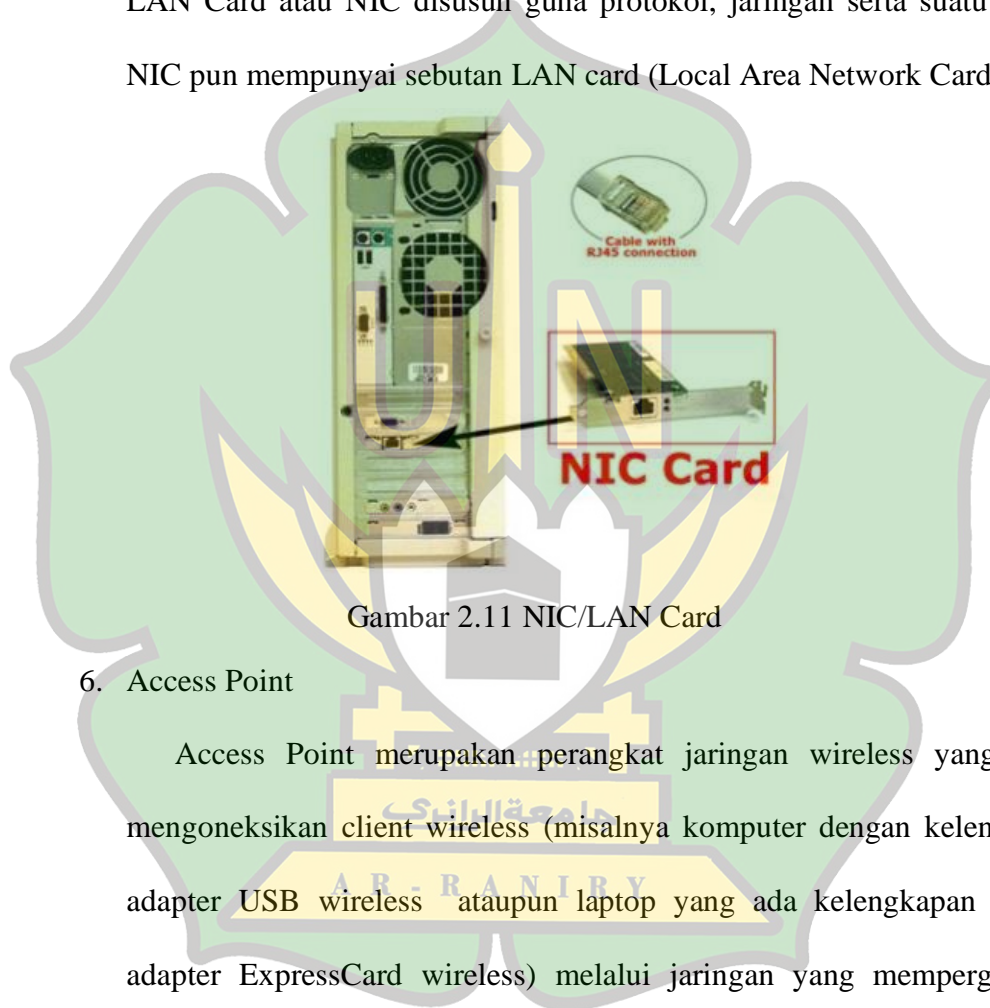 LAN Card atau NIC disusun guna protokol, jaringan serta suatu
NIC pun mempunyai sebutan LAN card (Local Area Network Card
Cable with
RJ45 connection
NIC Card
UIN
Gambar 2.11 NIC/LAN Card
6. Access Point
Access Point merupakan perangkat jaringan wireless yang
mengoneksikan client wireless (misalnya komputer dengan
جامعة الرانري
adapter USB wireless ataupun laptop yang ada kelengkapan
AR-RANIRY
adapter ExpressCard wireless) melalui jaringan yang